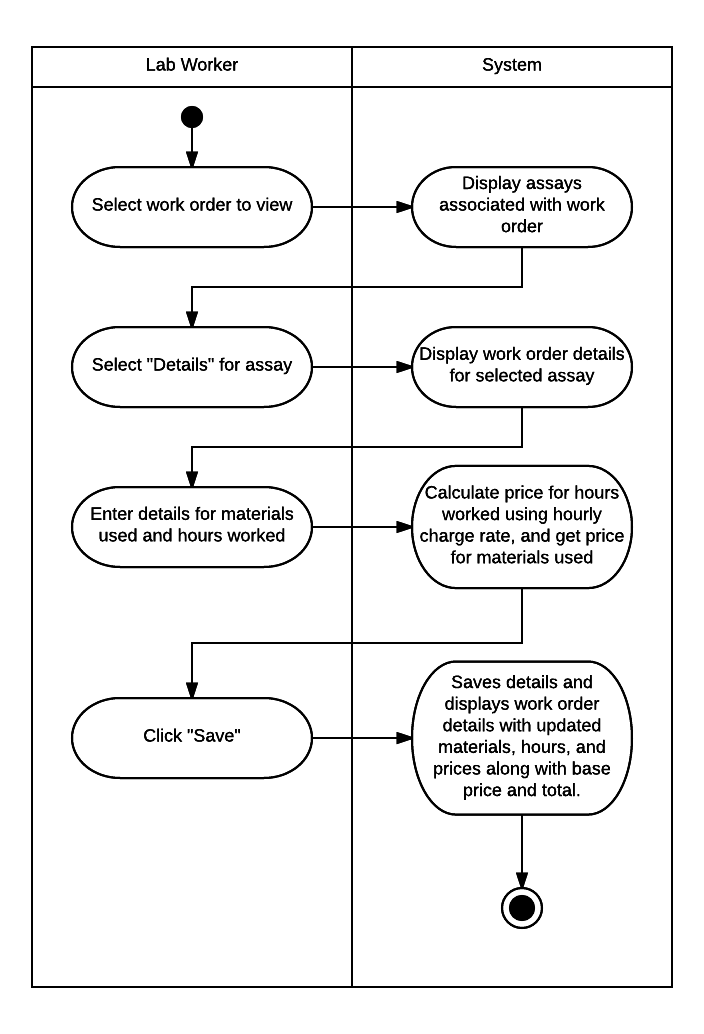 Lab Worker
System
Select work order to view
Display assays
associated with work
order
Select "Details" for assay
Display work order details
for selected assay
Enter details for materials
used and hours worked
Calculate price for hours
worked using hourly
charge rate, and get price
for materials used
Click "Save"
Saves details and
displays work order
details with updated
materials, hours, and
prices along with base
price and total.